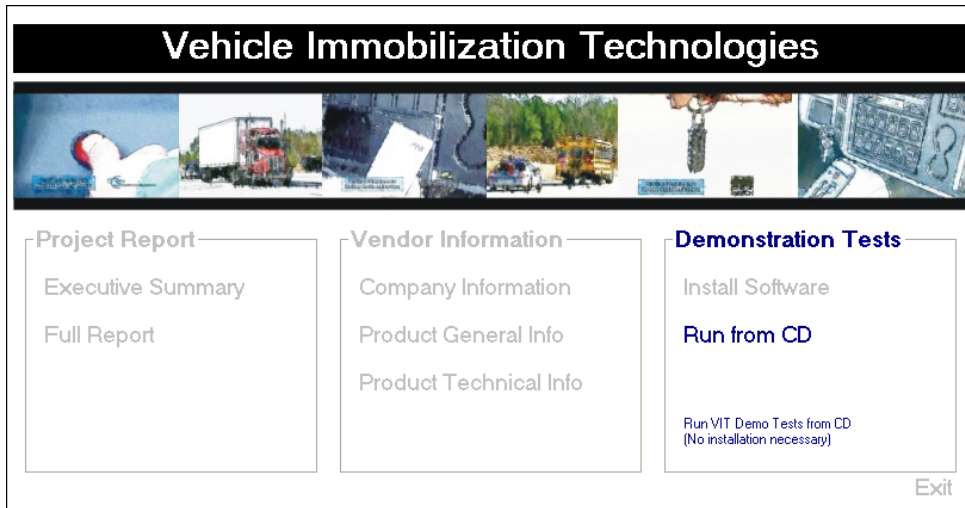 Vehicle Immobilization Technologies
Project Report
Executive Summary
Full Report
Vendor Information
Company Information
Product General Info
Product Technical Info
Demonstration Tests
Install Software
Run from CD
Run VIT Demo Tests from CD
(No installation necessary)
Exit